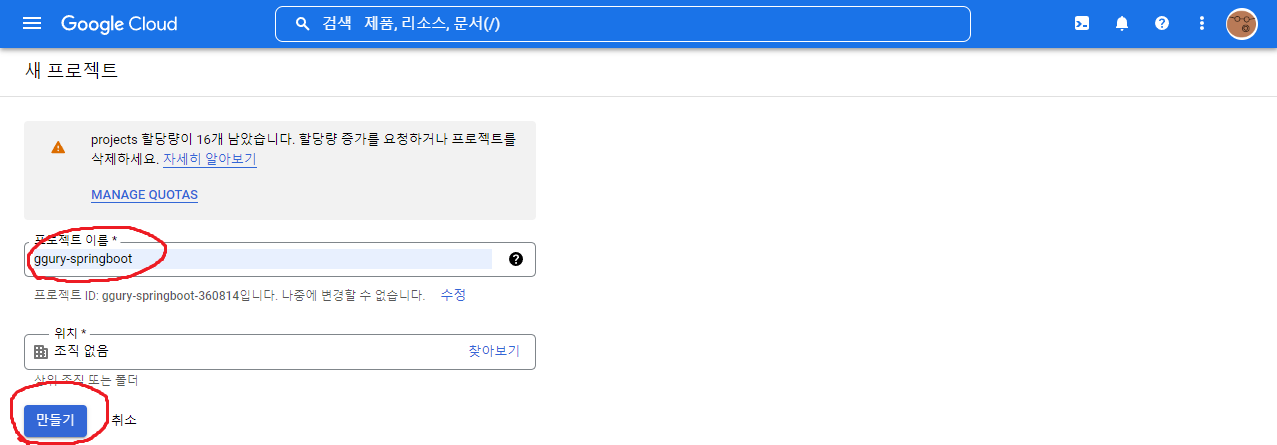 Google Cloud
검색 제품, 리소스, 문서(/)
새 프로젝트
projects 할당량이 16개 남았습니다. 할당량 증가를 요청하거나 프로젝트를
삭제하세요. 자세히 알아보기
MANAGE QUOTAS
프로젝트 이름 *
ggury-springboot
프로젝트 ID: ggury-springboot-360814입니다. 나중에 변경할 수 없습니다. 수정
위치 *
조직 없음 찾아보기
상위 조직 또는 폴더
만들기 취소